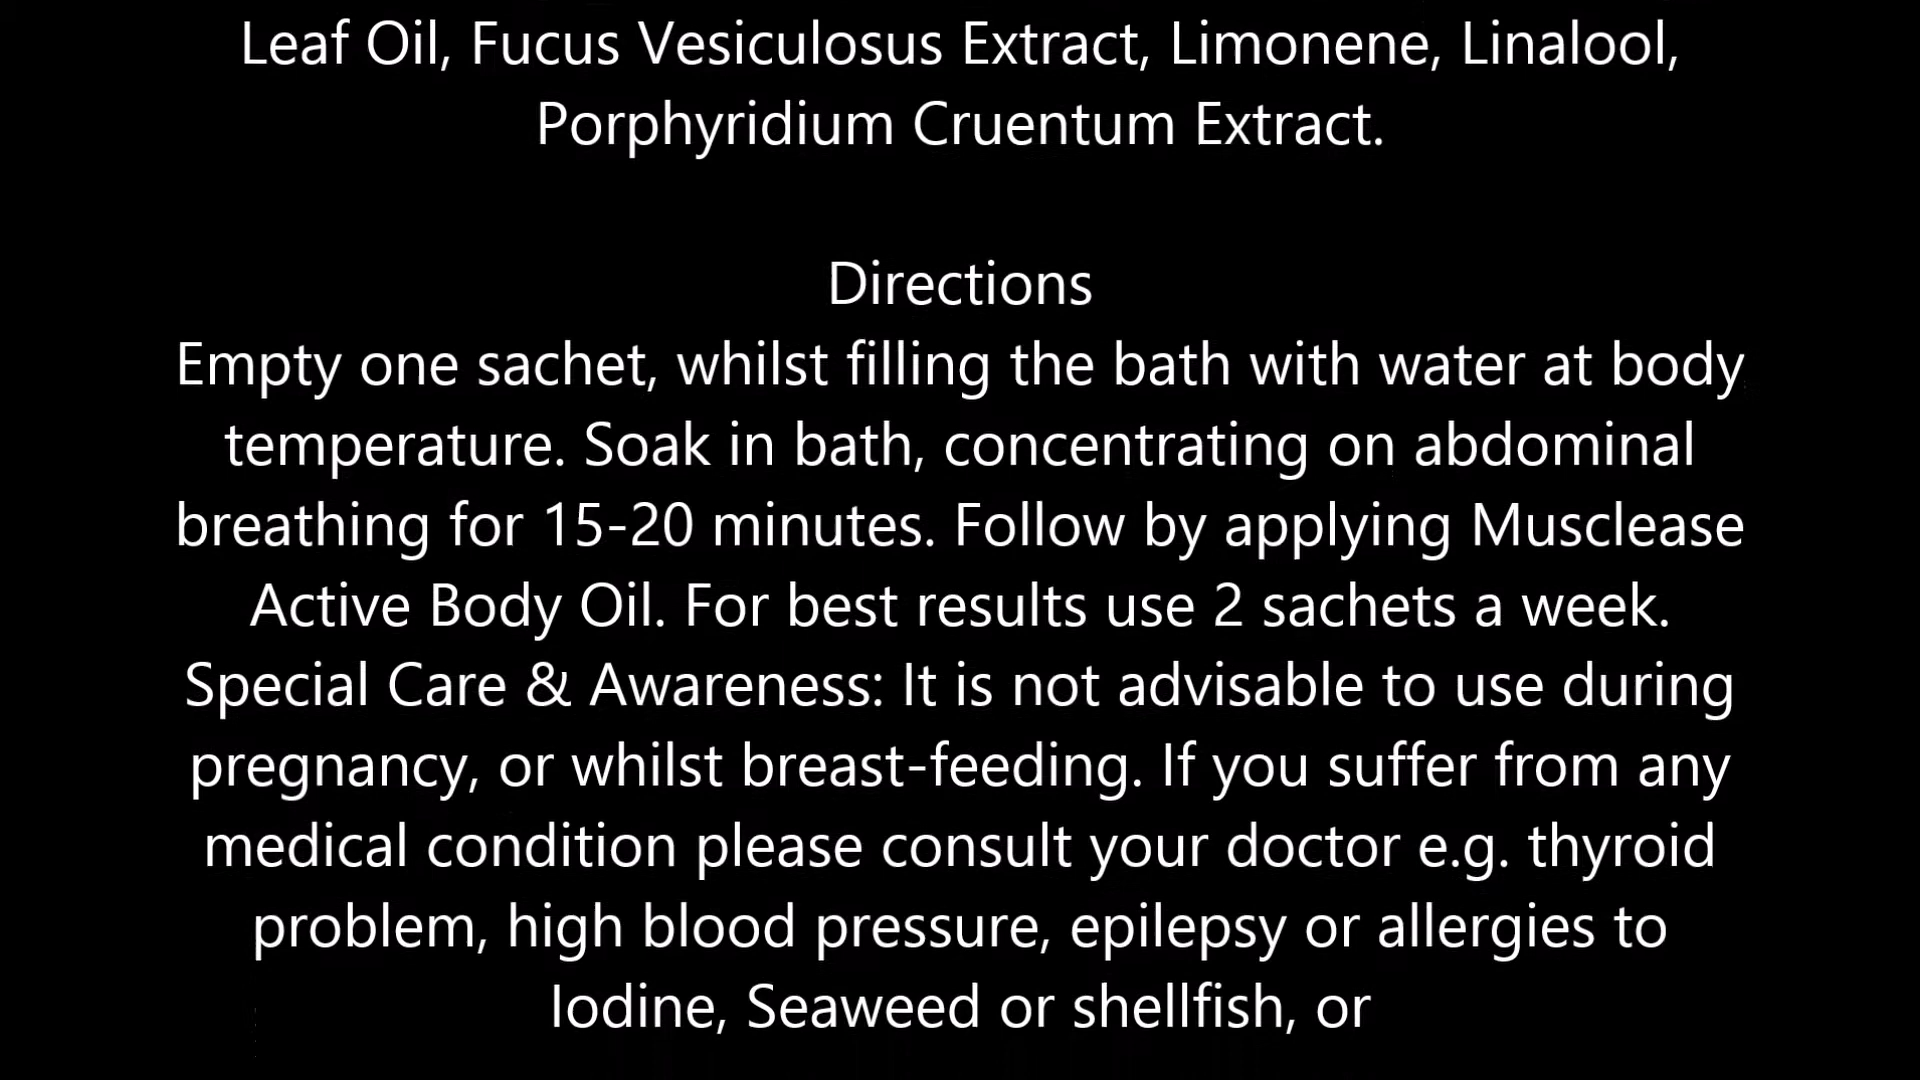 Leaf Oil, Fucus Vesiculosus Extract, Limonene, Linalool,
Porphyridium Cruentum Extract.
Directions
Empty one sachet, whilst filling the bath with water at body
temperature. Soak in bath, concentrating on abdominal
breathing for 15-20 minutes. Follow by applying Musclease
Active Body Oil. For best results use 2 sachets a week.
Special Care & Awareness: It is not advisable to use during
pregnancy, or whilst breast-feeding. If you suffer from any
medical condition please consult your doctor e.g. thyroid
problem, high blood pressure, epilepsy or allergies to
Iodine, Seaweed or shellfish, or